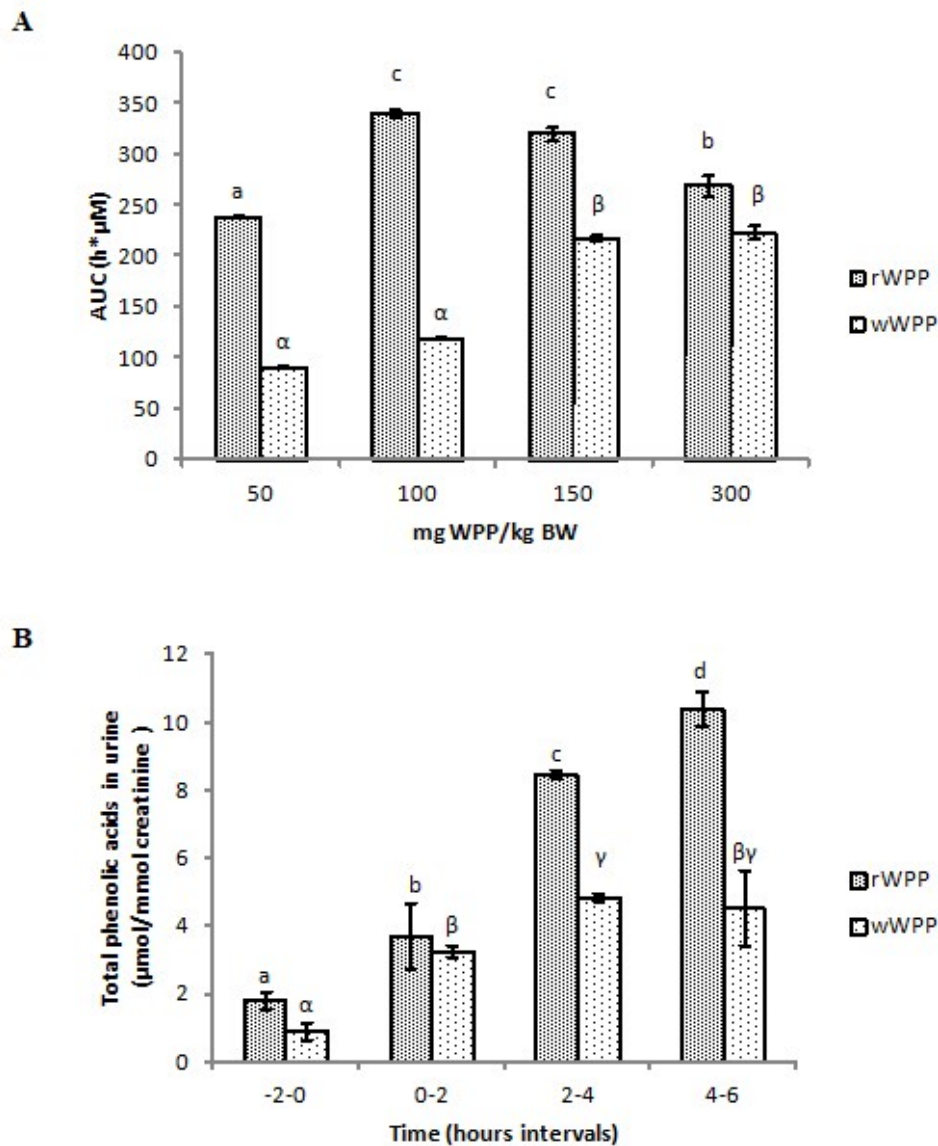 A
400
350
300
250
200
150
100
50
0
AUC (h*µM)
a
α
c
α
c
β
b
β
50
100
150
300
mg WPP/kg BW
rWPP
wWPP
B
12
10
8
6
4
2
0
Total phenolic acids in urine
(µmol/mmol creatinine )
a
α
b
β
c
γ
d
βγ
-2-0
0-2
2-4
4-6
Time (hours intervals)
rWPP
wWPP